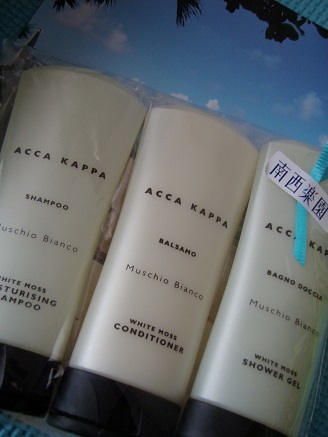 ACCA KAPPA
SHAMPOO
Muschio Bianco
WHITE MOSS
MOISTURISING
SHAMPOO
ACCA KAPPA
BALSAMO
Muschio Bianco
WHITE MOSS
CONDITIONER
ACCA KAPPA
BAGNO DOCCIA
Muschio Bianco
WHITE MOSS
SHOWER GEL
南西楽園